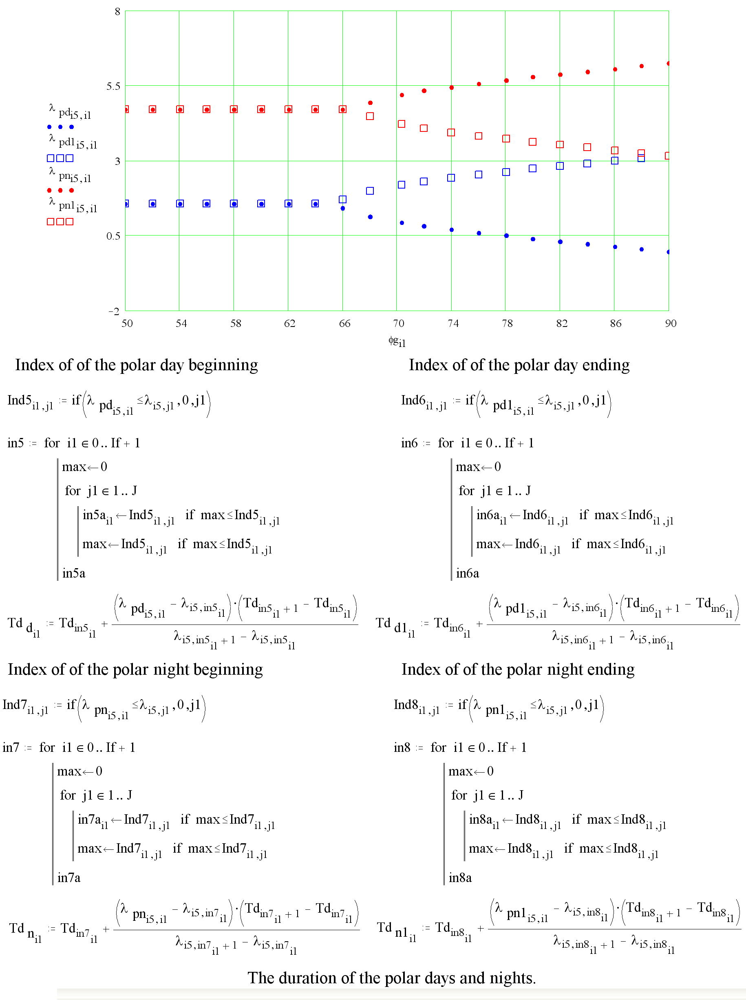 8
5.5
3
0.5
−2
λ pd i5,i1
λ pd1 i5,i1
λ pn i5,i1
λ pn1 i5,i1
50 54 58 62 66 70 74 78 82 86 90
ϕg i1
Index of of the polar day beginning
Ind5 i1,j1 := if(λ pd i5,i1 ≤ λ i5,j1 , 0 , j1)
in5 := for i1 ∈ 0 .. If + 1
max ← 0
for j1 ∈ 1 .. J
in5a i1 ← Ind5 i1,j1 if max ≤ Ind5 i1,j1
max ← Ind5 i1,j1 if max ≤ Ind5 i1,j1
in5a
Td d i1 := Td in5 i1 + (λ pd i5,i1 − λ i5,in5 i1)·(Td in5 i1 + 1 − Td in5 i1)
λ i5,in5 i1 + 1 − λ i5,in5 i1
Index of of the polar day ending
Ind6 i1,j1 := if(λ pd1 i5,i1 ≤ λ i5,j1 , 0 , j1)
in6 := for i1 ∈ 0 .. If + 1
max ← 0
for j1 ∈ 1 .. J
in6a i1 ← Ind6 i1,j1 if max ≤ Ind6 i1,j1
max ← Ind6 i1,j1 if max ≤ Ind6 i1,j1
in6a
Td d1 i1 := Td in6 i1 + (λ pd1 i5,i1 − λ i5,in6 i1)·(Td in6 i1 + 1 − Td in6 i1)
λ i5,in6 i1 + 1 − λ i5,in6 i1
Index of of the polar night beginning
Ind7 i1,j1 := if(λ pn i5,i1 ≤ λ i5,j1 , 0 , j1)
in7 := for i1 ∈ 0 .. If + 1
max ← 0
for j1 ∈ 1 .. J
in7a i1 ← Ind7 i1,j1 if max ≤ Ind7 i1,j1
max ← Ind7 i1,j1 if max ≤ Ind7 i1,j1
in7a
Td n i1 := Td in7 i1 + (λ pn i5,i1 − λ i5,in7 i1)·(Td in7 i1 + 1 − Td in7 i1)
λ i5,in7 i1 + 1 − λ i5,in7 i1
Index of of the polar night ending
Ind8 i1,j1 := if(λ pn1 i5,i1 ≤ λ i5,j1 , 0 , j1)
in8 := for i1 ∈ 0 .. If + 1
max ← 0
for j1 ∈ 1 .. J
in8a i1 ← Ind8 i1,j1 if max ≤ Ind8 i1,j1
max ← Ind8 i1,j1 if max ≤ Ind8 i1,j1
in8a
Td n1 i1 := Td in8 i1 + (λ pn1 i5,i1 − λ i5,in8 i1)·(Td in8 i1 + 1 − Td in8 i1)
λ i5,in8 i1 + 1 − λ i5,in8 i1
The duration of the polar days and nights.